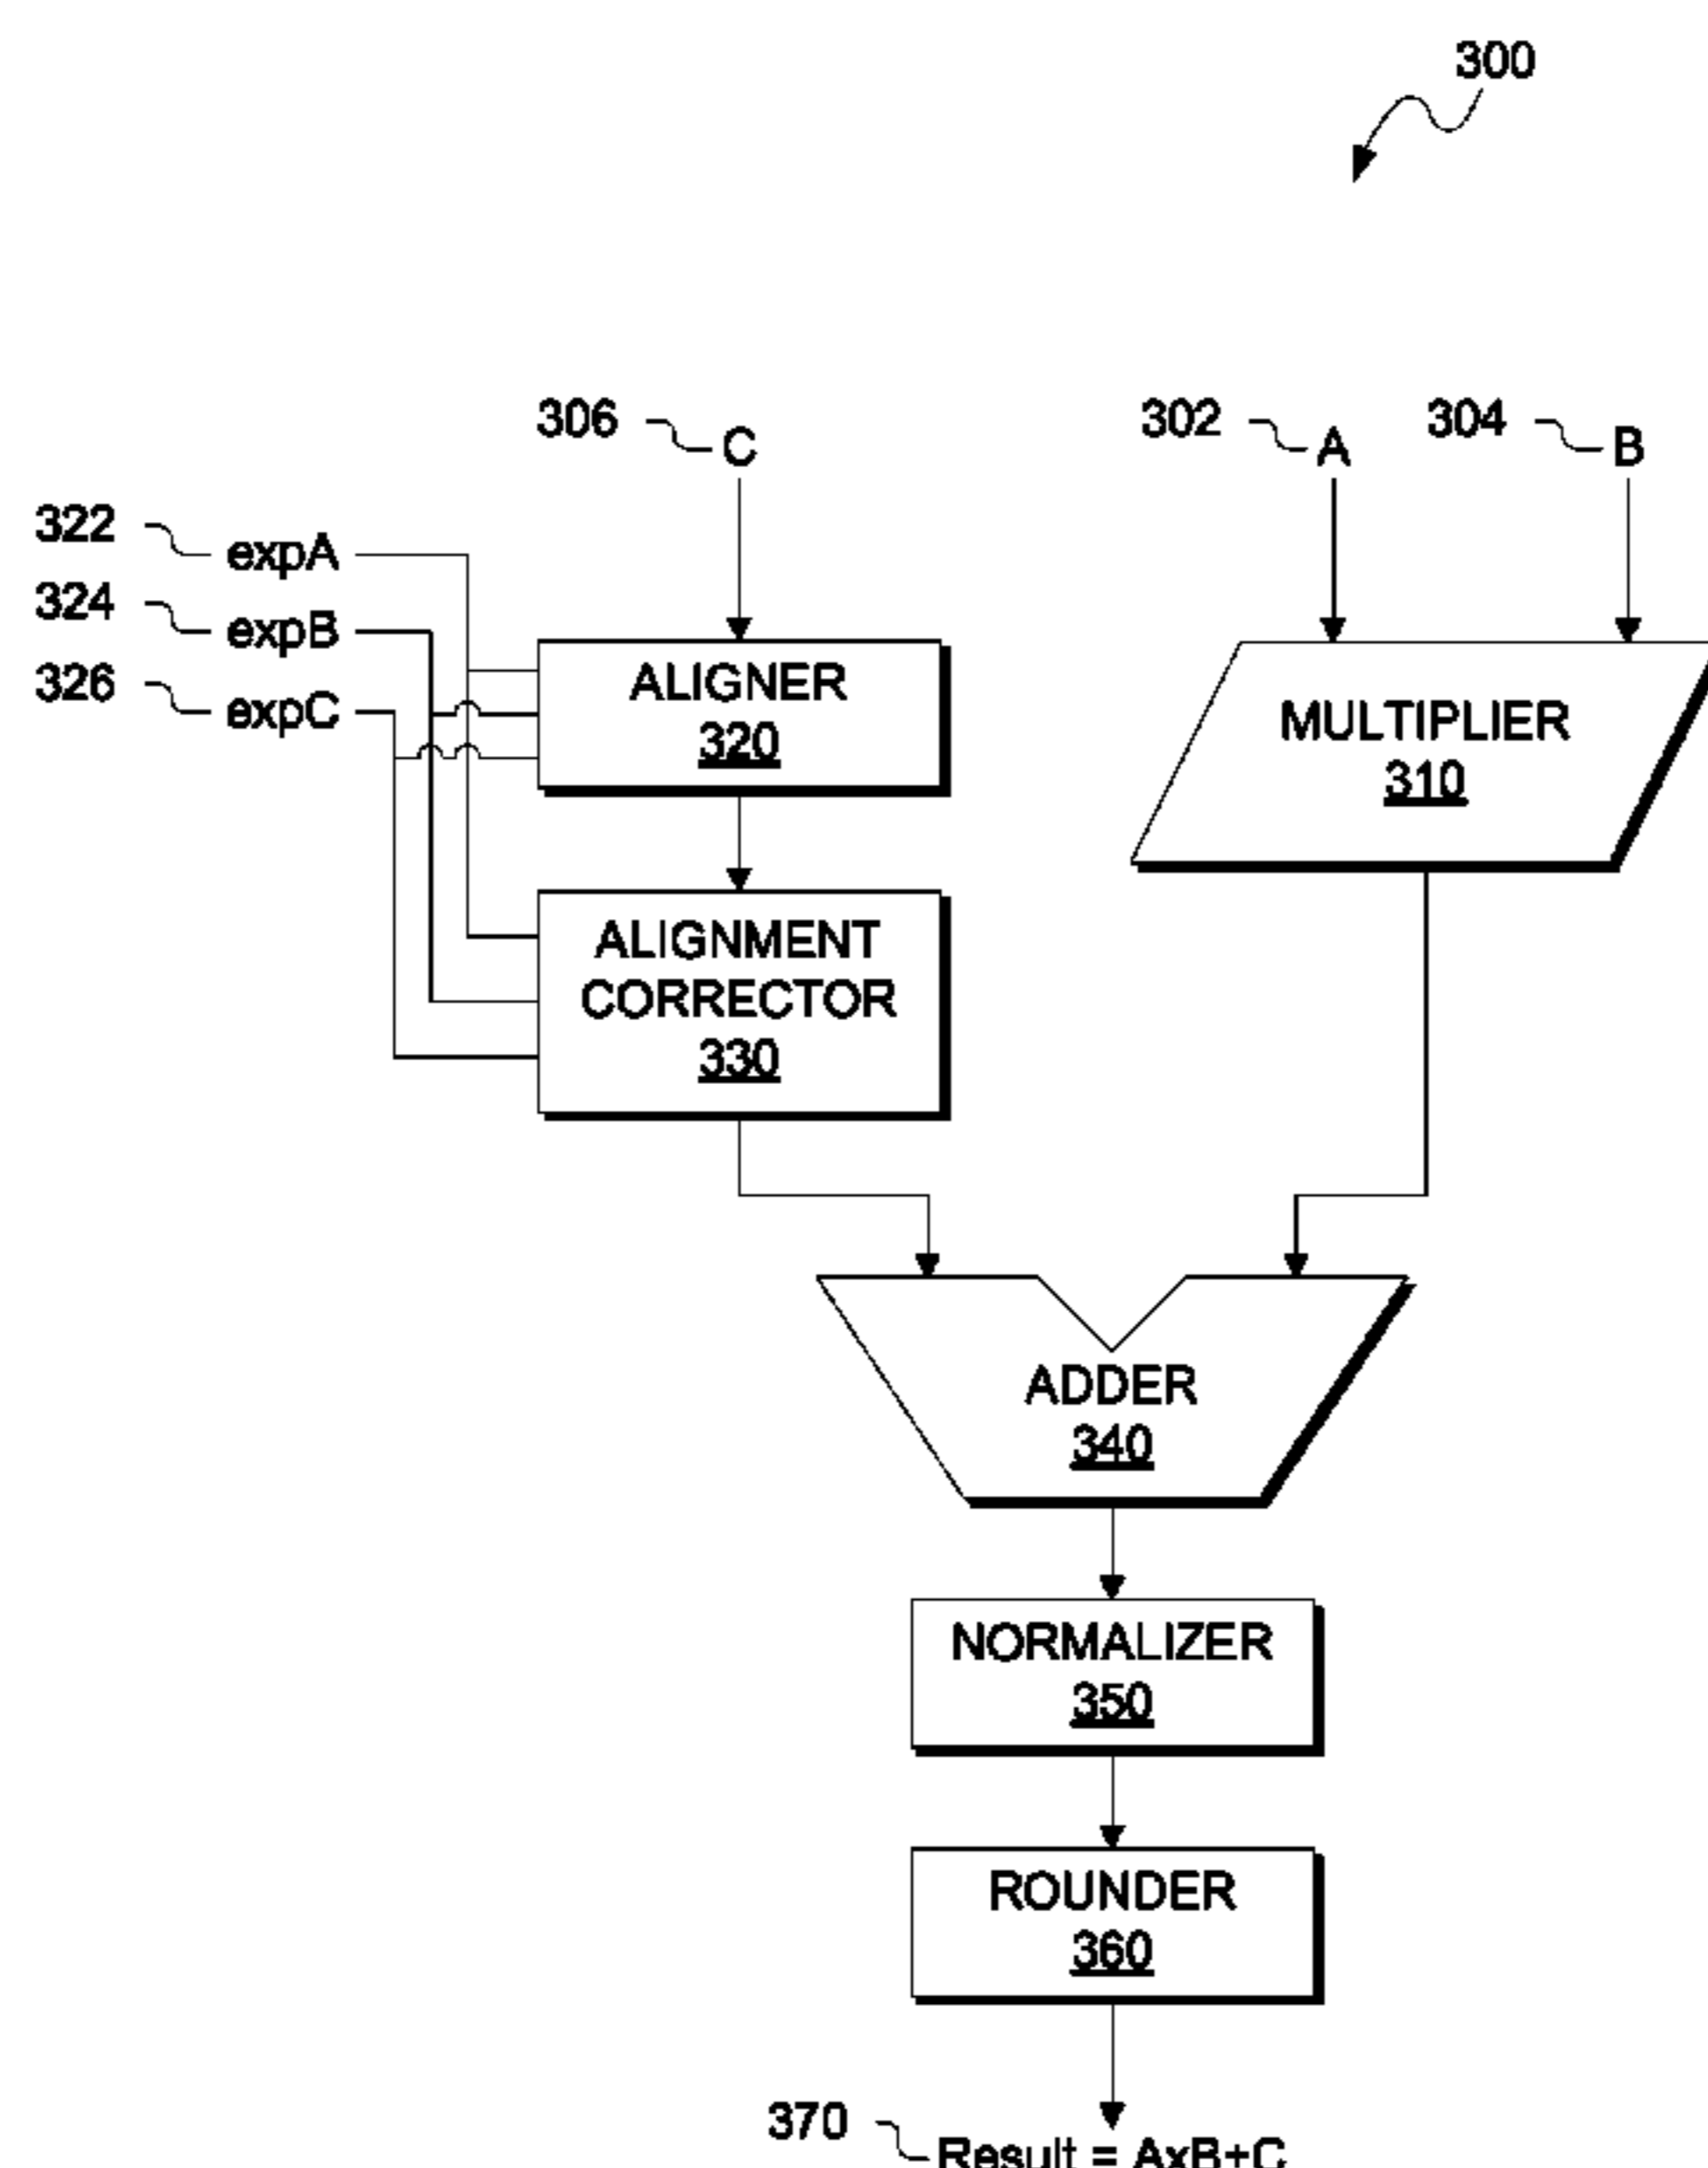 300
306 C
302 A
304 B
322 expA
324 expB
326 expC
ALIGNER
320
MULTIPLIER
310
ALIGNMENT
CORRECTOR
330
ADDER
340
NORMALIZER
350
ROUNDER
360
370 Result = AxB+C